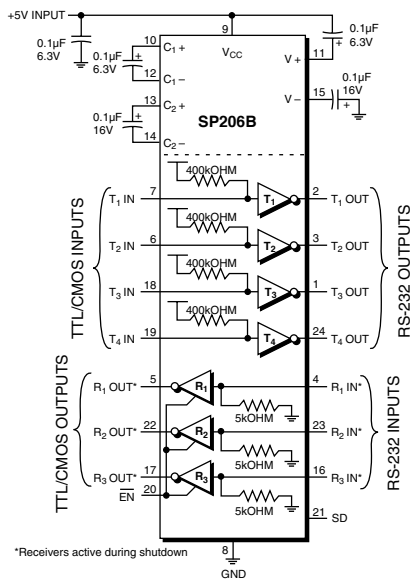 +5V INPUT
0.1µF
6.3V
9
VCC
0.1µF
6.3V
10
C1 +
0.1µF
6.3V
12
C1 –
11
V +
13
C2 +
0.1µF
16V
14
C2 –
15
V –
0.1µF
16V
SP206B
TTL/CMOS INPUTS
400kOHM
T1 IN
7
T1
2
T1 OUT
400kOHM
T2 IN
6
T2
3
T2 OUT
400kOHM
T3 IN
18
T3
1
T3 OUT
400kOHM
T4 IN
19
T4
24
T4 OUT
RS-232 OUTPUTS
TTL/CMOS OUTPUTS
R1 OUT*
5
R1
4
R1 IN*
5kOHM
R2 OUT*
22
R2
23
R2 IN*
5kOHM
R3 OUT*
17
R3
16
R3 IN*
5kOHM
RS-232 INPUTS
EN
20
21
SD
*Receivers active during shutdown
8
GND